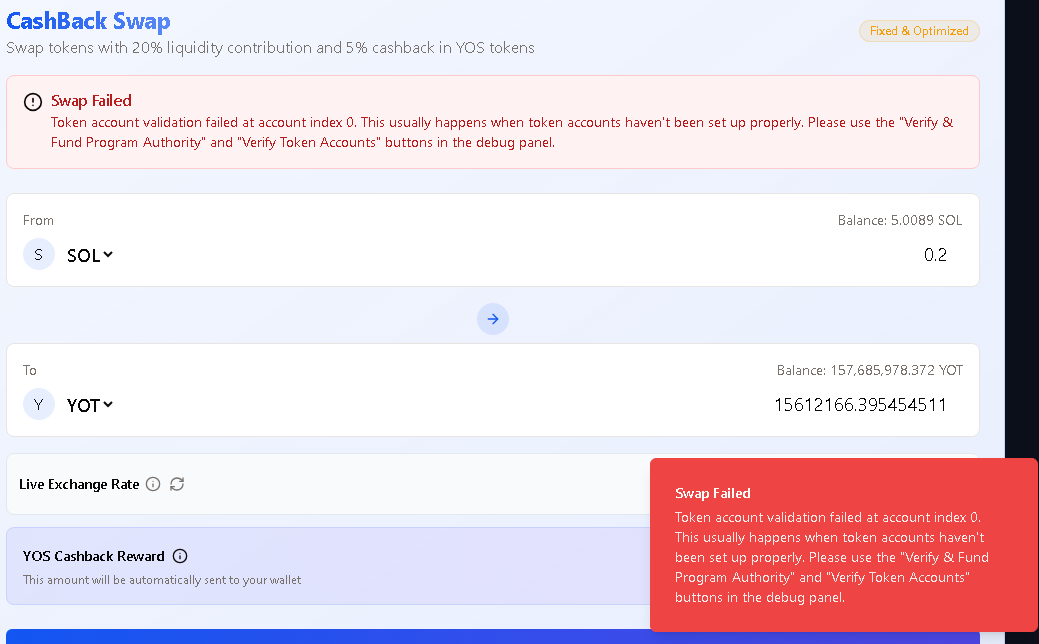 CashBack Swap
Swap tokens with 20% liquidity contribution and 5% cashback in YOS tokens
Fixed & Optimized
Swap Failed
Token account validation failed at account index 0. This usually happens when token accounts haven't been set up properly. Please use the "Verify &
Fund Program Authority" and "Verify Token Accounts" buttons in the debug panel.
From
Balance: 5.0089 SOL
S
SOL
0.2
To
Balance: 157,685,978.372 YOT
Y
YOT
15612166.395454511
Live Exchange Rate
YOS Cashback Reward
This amount will be automatically sent to your wallet
Swap Failed
Token account validation failed at account index 0.
This usually happens when token accounts haven't
been set up properly. Please use the "Verify & Fund
Program Authority" and "Verify Token Accounts"
buttons in the debug panel.